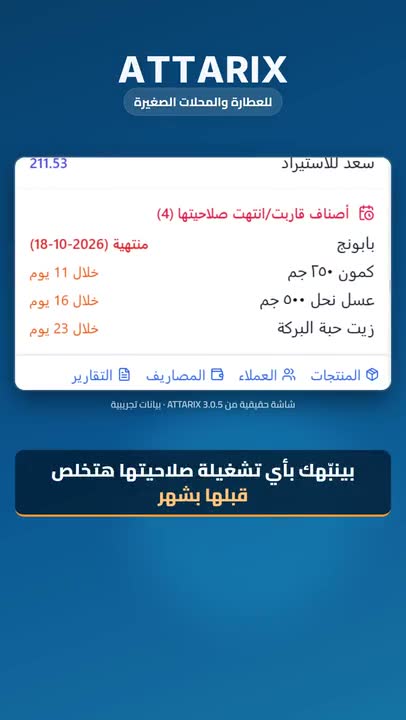 ATTARIX
للعطارة والمحلات الصغيرة
سعد للاستيراد 211.53
أصناف قاربت/انتهت صلاحيتها (4)
بابونج منتهية (2026-10-18)
كمون ٢٥٠ جم خلال 11 يوم
عسل نحل ٥٠٠ جم خلال 16 يوم
زيت حبة البركة خلال 23 يوم
المنتجات العملاء المصاريف التقارير
شاشة حقيقية من ATTARIX 3.0.5 · بيانات تجريبية
بينبّهك بأي تشغيلة صلاحيتها هتخلص
قبلها بشهر